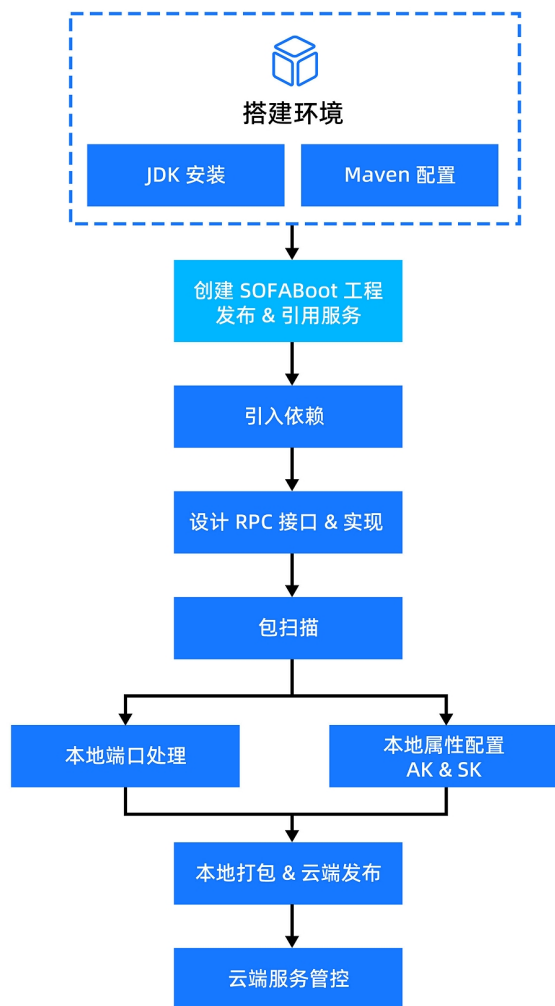 搭建环境
JDK 安装
Maven 配置
创建 SOFABoot 工程
发布 & 引用服务
引入依赖
设计 RPC 接口 & 实现
包扫描
本地端口处理
本地属性配置
AK & SK
本地打包 & 云端发布
云端服务管控